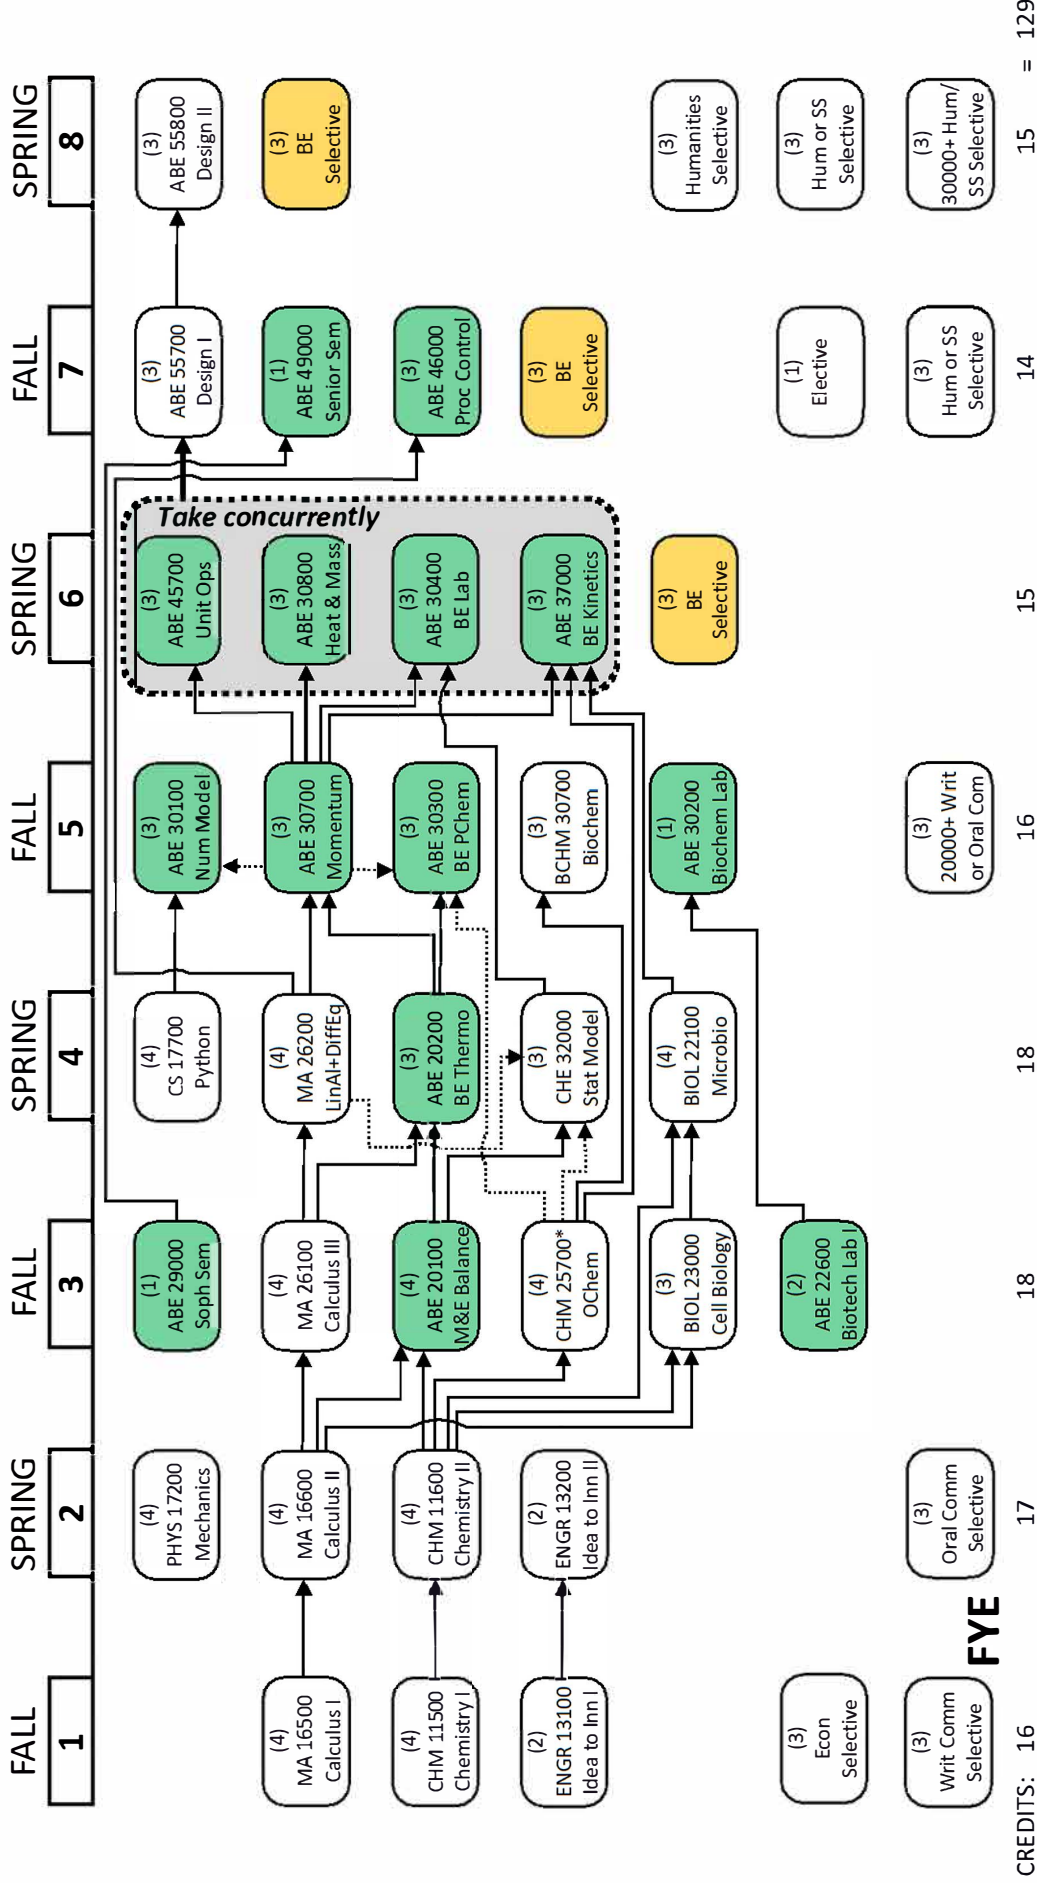 FALL
1
(4)
MA 16500
Calculus I
(4)
CHM 11500
Chemistry I
(2)
ENGR 13100
Idea to Inn I
(3)
Econ
Selective
(3)
Writ Comm
Selective
SPRING
2
(4)
PHYS 17200
Mechanics
(4)
MA 16600
Calculus II
(4)
CHM 11600
Chemistry II
(2)
ENGR 13200
Idea to Inn II
(3)
Oral Comm
Selective
FYE
FALL
3
(1)
ABE 29000
Soph Sem
(4)
MA 26100
Calculus III
(4)
ABE 20100
M&E Balance
(4)
CHM 25700*
OChem
(3)
BIOL 23000
Cell Biology
(2)
ABE 22600
Biotech Lab I
SPRING
4
(4)
CS 17700
Python
(4)
MA 26200
LinAl+DiffEq
(3)
ABE 20200
BE Thermo
(3)
CHE 32000
Stat Model
(4)
BIOL 22100
Microbio
FALL
5
(3)
ABE 30100
Num Model
(3)
ABE 30700
Momentum
(3)
ABE 30300
BE PChem
(3)
BCHM 30700
Biochem
(1)
ABE 30200
Biochem Lab
(3)
20000+ Writ
or Oral Com
SPRING
6
Take concurrently
(3)
ABE 45700
Unit Ops
(3)
ABE 30800
Heat & Mass
(3)
ABE 30400
BE Lab
(3)
ABE 37000
BE Kinetics
(3)
BE
Selective
FALL
7
(3)
ABE 55700
Design I
(1)
ABE 49000
Senior Sem
(3)
ABE 46000
Proc Control
(3)
BE
Selective
(1)
Elective
(3)
Hum or SS
Selective
SPRING
8
(3)
ABE 55800
Design II
(3)
BE
Selective
(3)
Humanities
Selective
(3)
Hum or SS
Selective
(3)
30000+ Hum/
SS Selective
CREDITS: 16 17 18 18 16 15 14 15 = 129